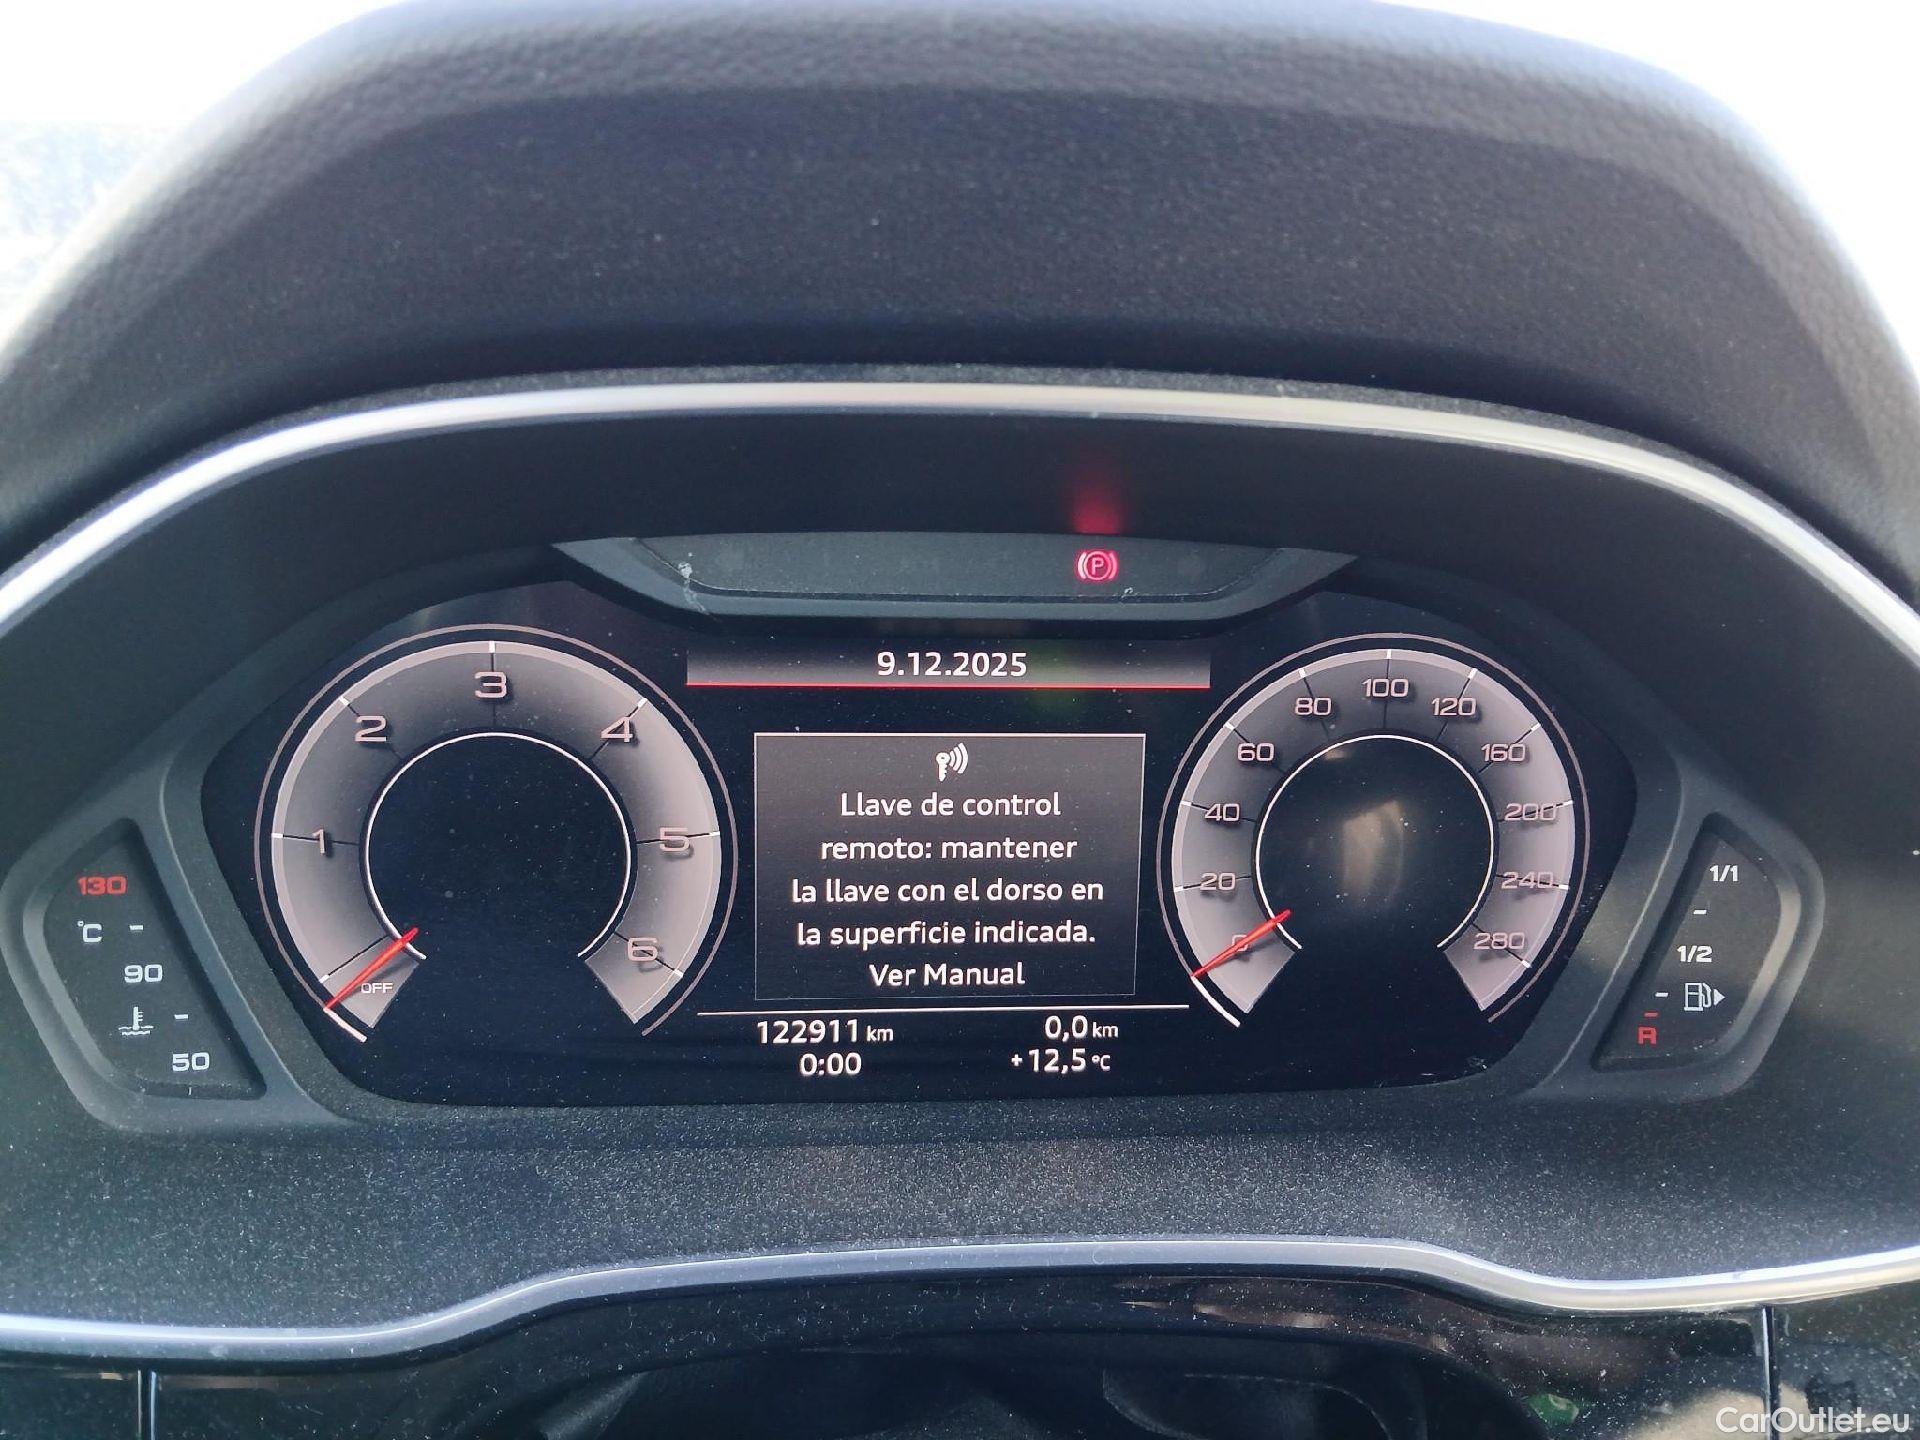 P
9.12.2025
Llave de control
remoto: mantener
la llave con el dorso en
la superficie indicada.
Ver Manual
122911 km
0,0 km
0:00
+12,5 °C
OFF
1
2
3
4
5
6
0
20
40
60
80
100
120
160
200
240
280
130
°C
90
50
1/1
1/2
R
CarOutlet.eu